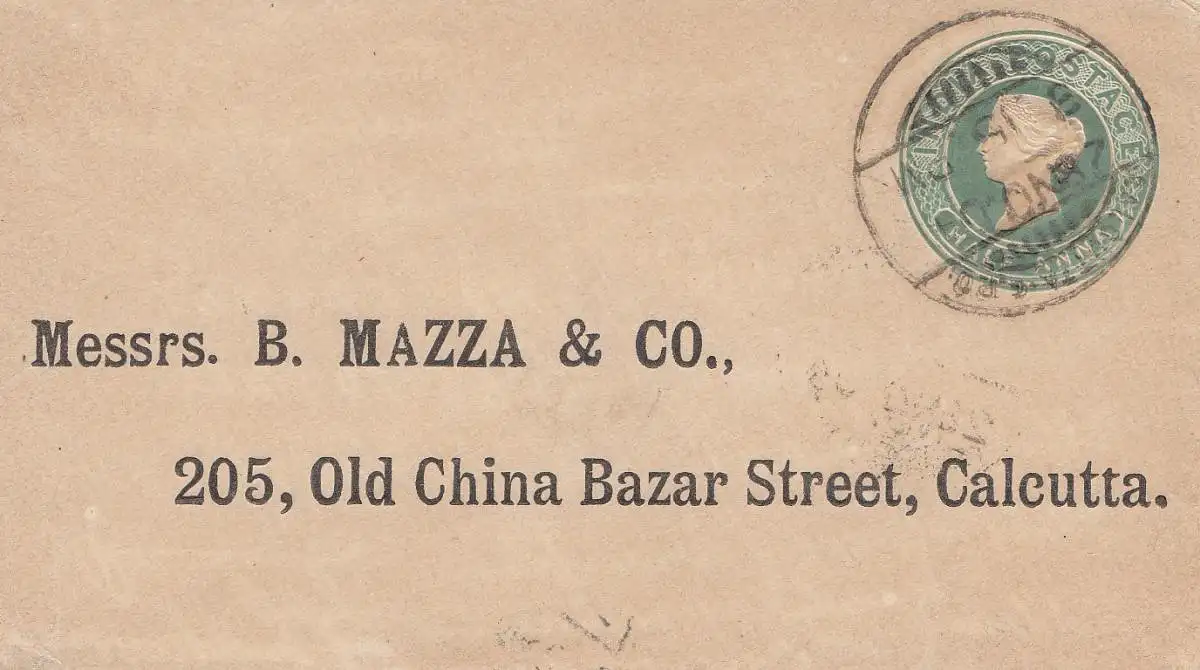 INDIA POSTAGE
HALF ANNA
Messrs. B. MAZZA & CO.,
205, Old China Bazar Street, Calcutta.